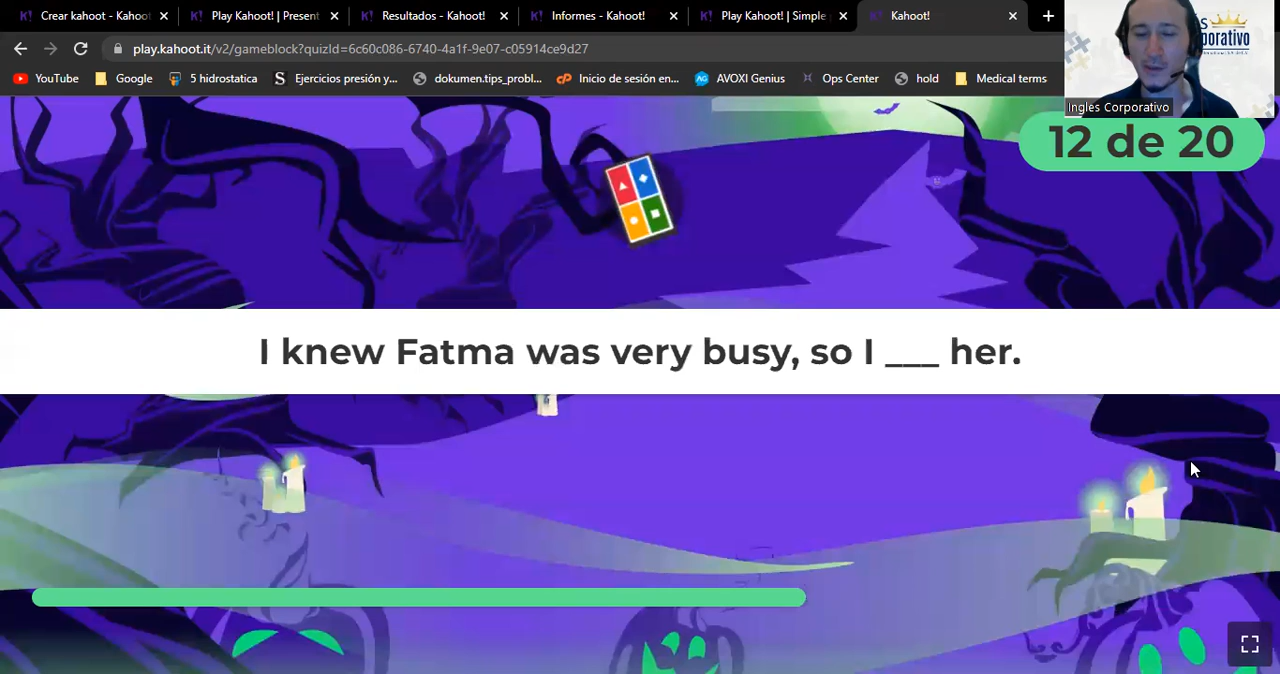 Crear kahoot - Kahoot
Play Kahoot! | Present
Resultados - Kahoot!
Informes - Kahoot!
Play Kahoot! | Simple
Kahoot!
play.kahoot.it/v2/gameblock?quizId=6c60c086-6740-4a1f-9e07-c05914ce9d27
YouTube
Google
5 hidrostatica
Ejercicios presión y...
dokumen.tips_probl...
Inicio de sesión en...
AVOXI Genius
Ops Center
hold
Medical terms
Ingles Corporativo
12 de 20
I knew Fatma was very busy, so I ___ her.